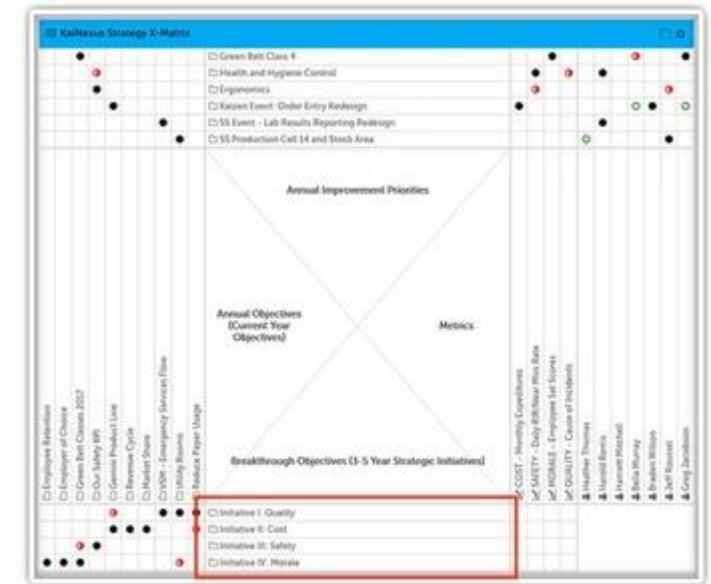 KaiNexus Strategy X-Matrix
Green Belt Class 4
Health and Hygiene Control
Ergonomics
Kaizen Event: Order Entry Redesign
5S Event - Lab Results Reporting Redesign
5S Production Cell 14 and Stock Area
Annual Improvement Priorities
Annual Objectives
(Current Year
Objectives)
Metrics
Breakthrough Objectives (3-5 Year Strategic Initiatives)
Employee Retention
Employer of Choice
Green Belt Classes 2017
Our Safety KPI
Gemini Product Line
Revenue Cycle
Market Share
VSM - Emergency Services Flow
Utility Rooms
Reduce Paper Usage
COST - Monthly Expeditures
SAFETY - Daily RIR/Near Miss Rate
MORALE - Employee Sat Scores
QUALITY - Cause of Incidents
Heather Thomas
Harold Remis
Harriett Mitchell
Bella Murray
Braden Wilson
Jeff Roussel
Greg Jacobson
Initiative I: Quality
Initiative II: Cost
Initiative III: Safety
Initiative IV: Morale